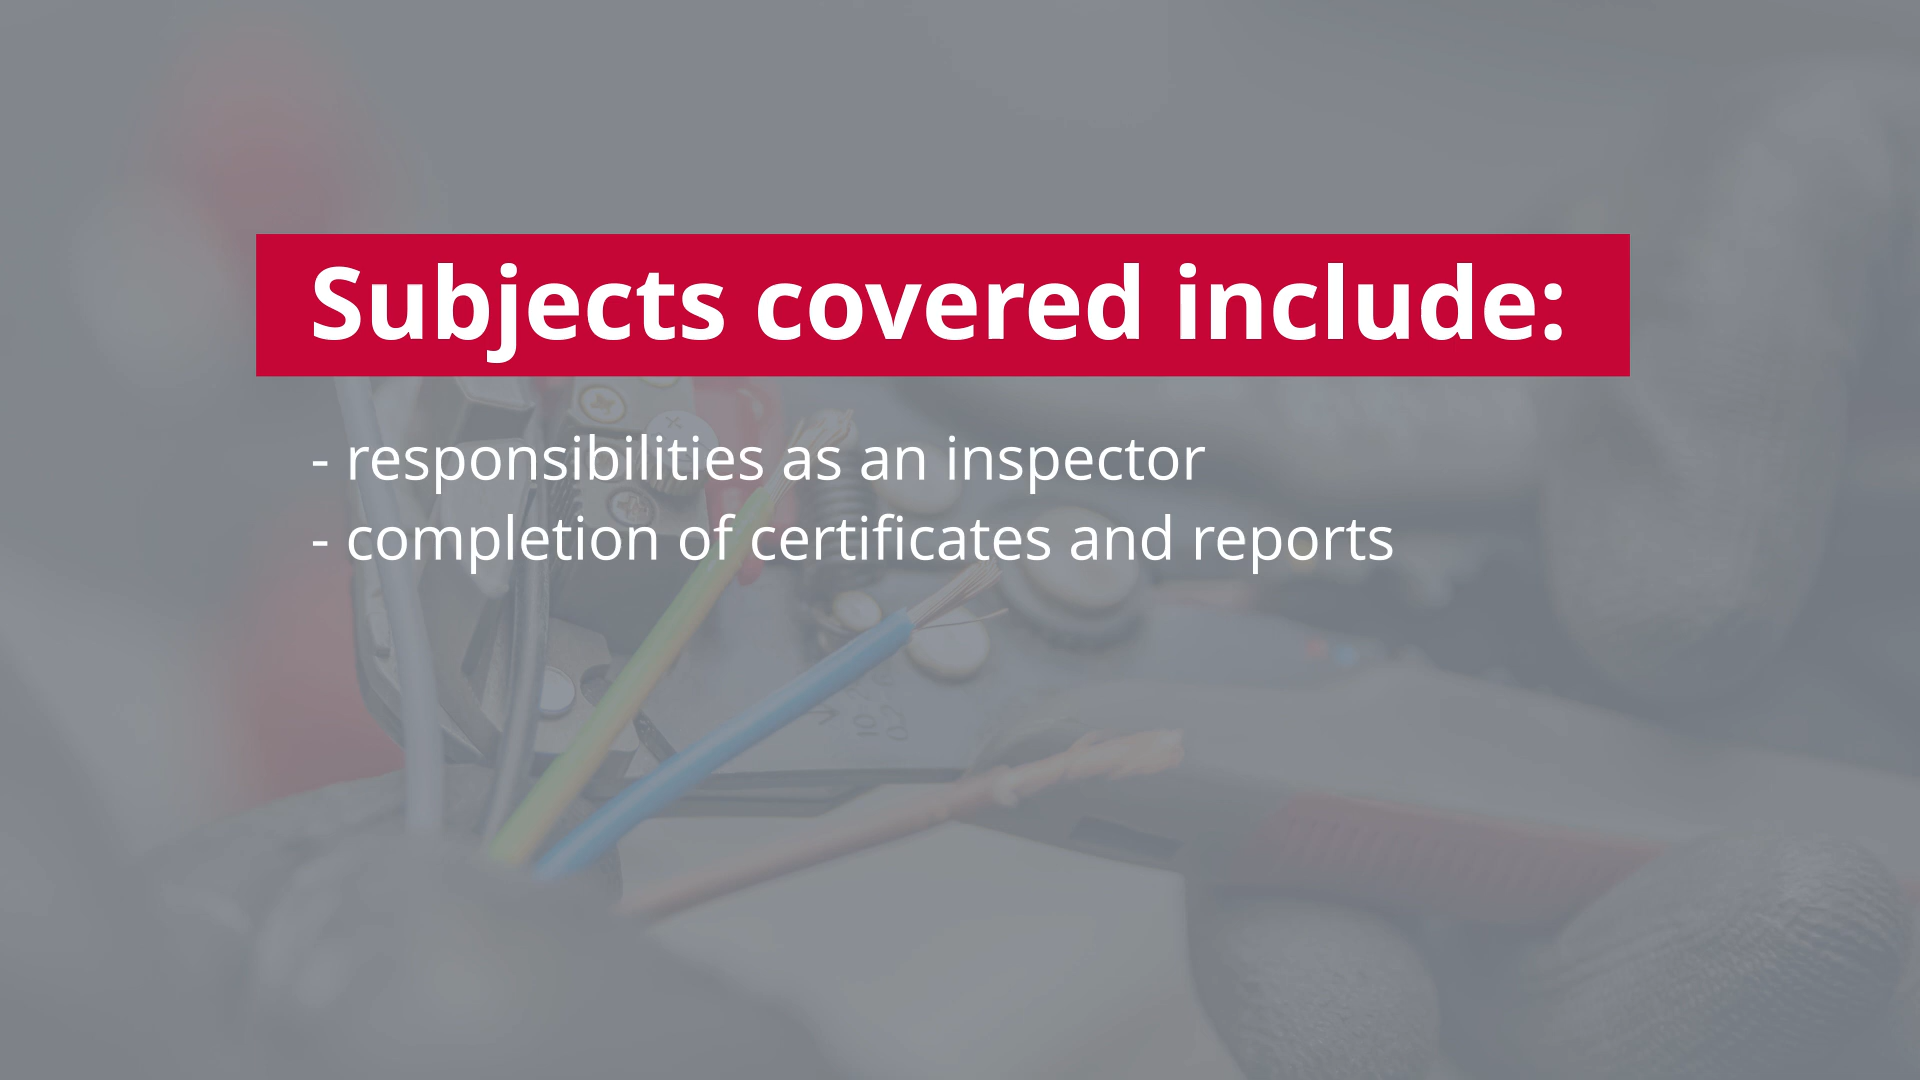 Subjects covered include:
- responsibilities as an inspector
- completion of certificates and reports